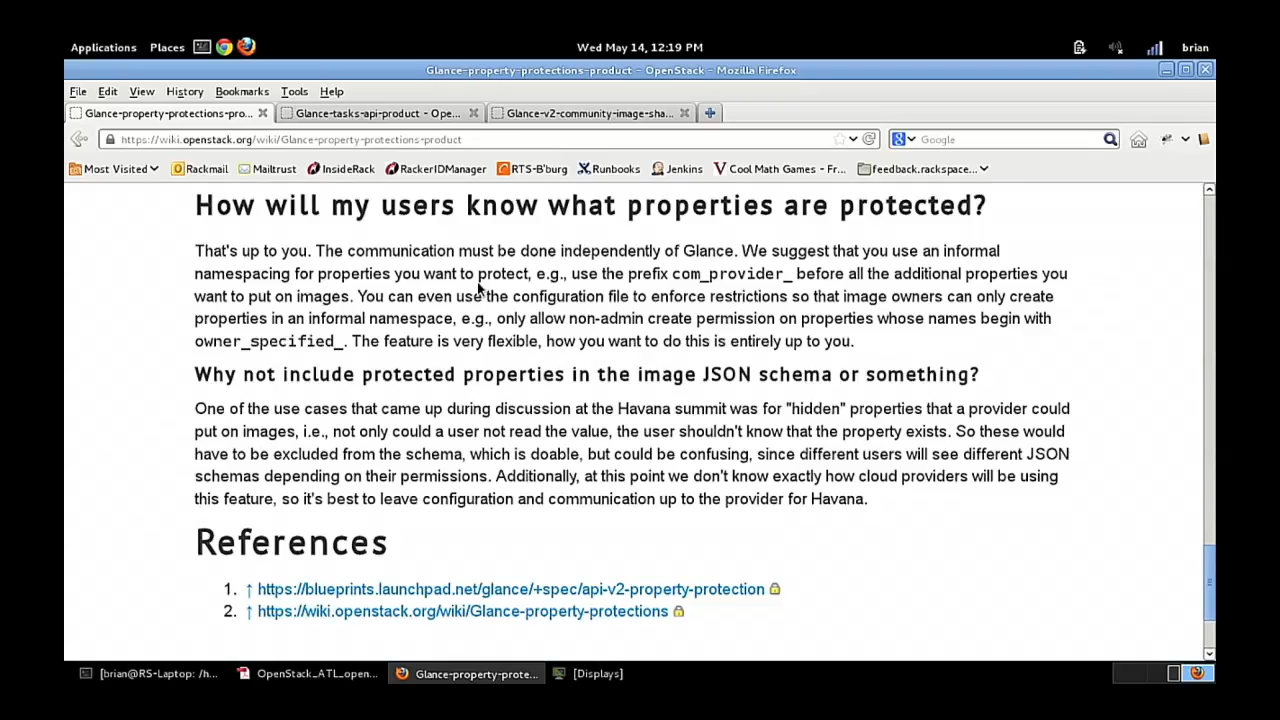 Applications Places Wed May 14, 12:19 PM brian
Glance-property-protections-product - OpenStack - Mozilla Firefox
File Edit View History Bookmarks Tools Help
Glance-property-protections-pro... Glance-tasks-api-product - Ope... Glance-v2-community-image-sha...
https://wiki.openstack.org/wiki/Glance-property-protections-product Google
Most Visited Rackmail Mailtrust InsideRack RackerIDManager RTS-B'burg Runbooks Jenkins Cool Math Games - Fr... feedback.rackspace...
How will my users know what properties are protected?
That's up to you. The communication must be done independently of Glance. We suggest that you use an informal
namespacing for properties you want to protect, e.g., use the prefix com_provider_ before all the additional properties you
want to put on images. You can even use the configuration file to enforce restrictions so that image owners can only create
properties in an informal namespace, e.g., only allow non-admin create permission on properties whose names begin with
owner_specified_. The feature is very flexible, how you want to do this is entirely up to you.
Why not include protected properties in the image JSON schema or something?
One of the use cases that came up during discussion at the Havana summit was for "hidden" properties that a provider could
put on images, i.e., not only could a user not read the value, the user shouldn't know that the property exists. So these would
have to be excluded from the schema, which is doable, but could be confusing, since different users will see different JSON
schemas depending on their permissions. Additionally, at this point we don't know exactly how cloud providers will be using
this feature, so it's best to leave configuration and communication up to the provider for Havana.
References
1. ↑ https://blueprints.launchpad.net/glance/+spec/api-v2-property-protection
2. ↑ https://wiki.openstack.org/wiki/Glance-property-protections
[brian@RS-Laptop: /h... OpenStack_ATL_open... Glance-property-prote... [Displays]